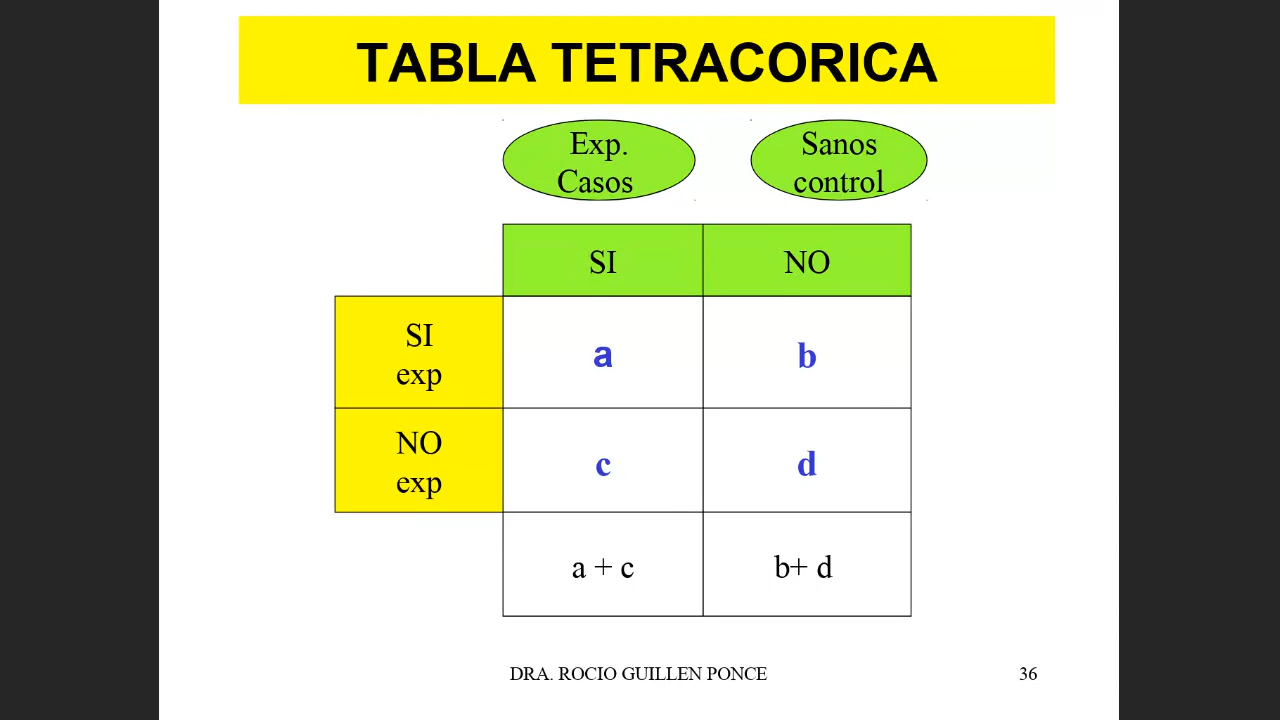 TABLA TETRACORICA
Exp.
Casos
Sanos
control
SI
NO
SI
exp
a
b
NO
exp
c
d
a + c
b+ d
DRA. ROCIO GUILLEN PONCE
36